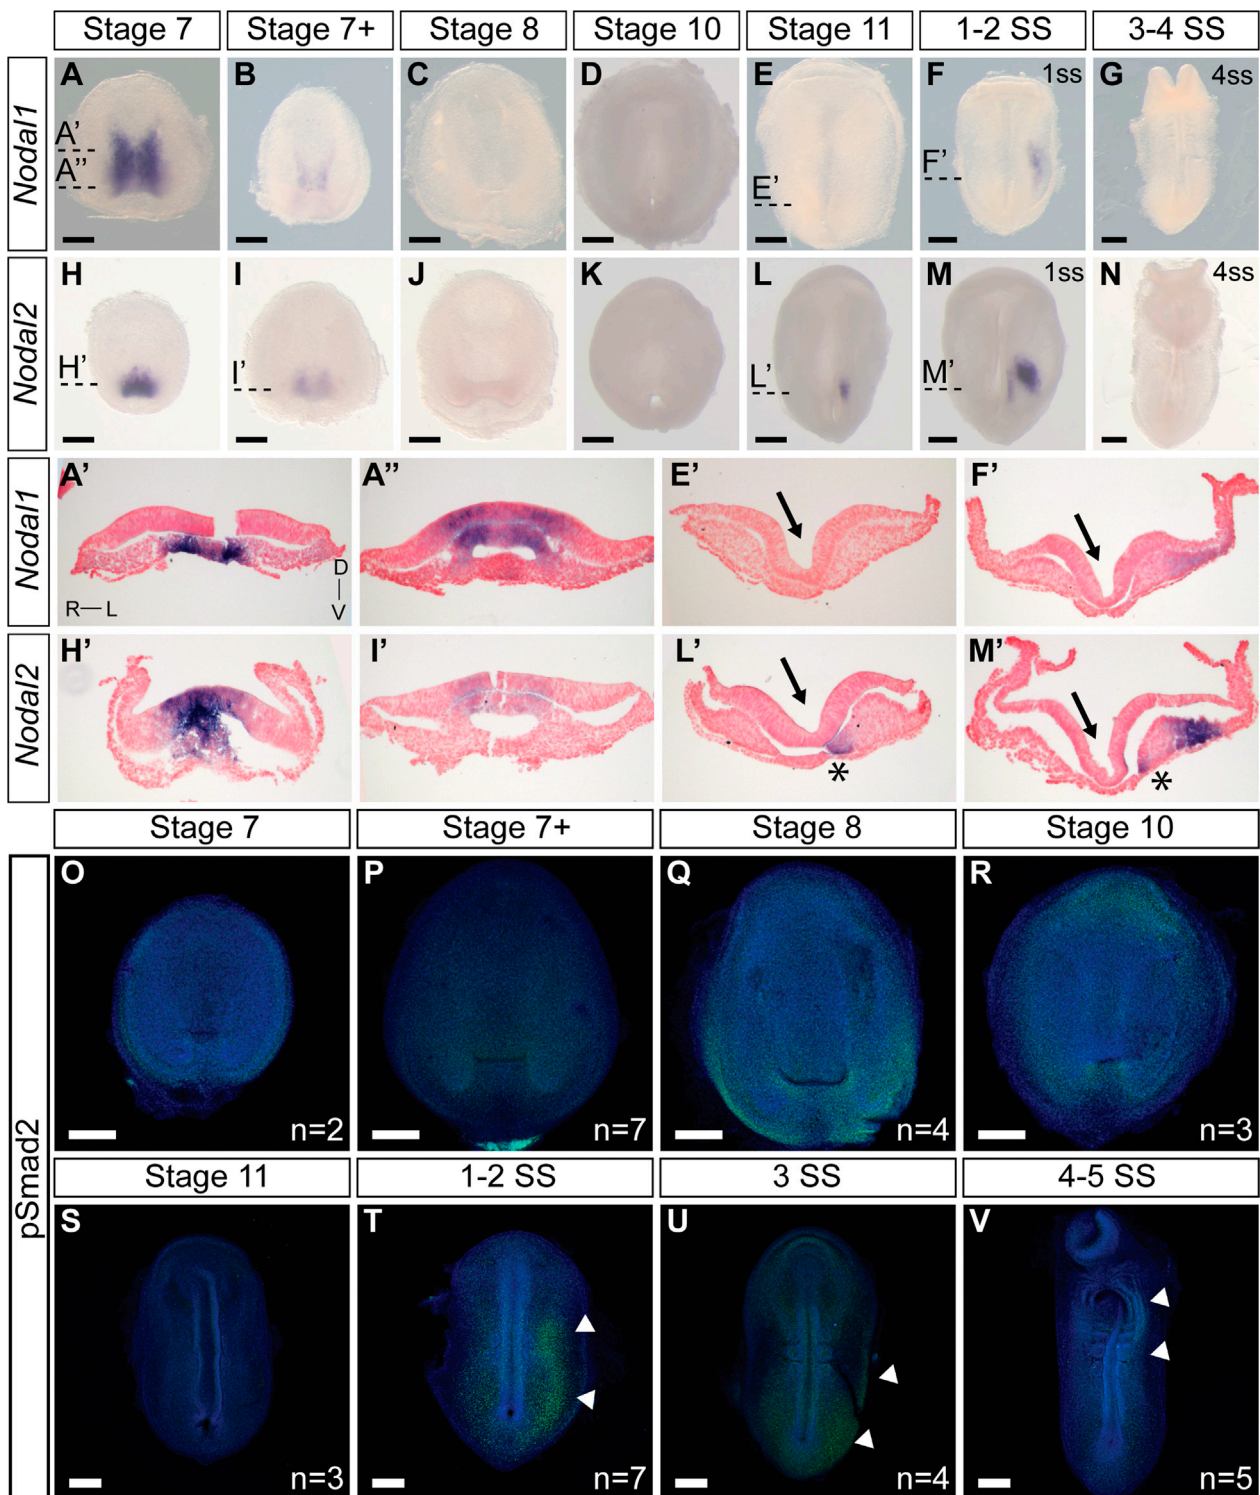 Stage 7 Stage 7+ Stage 8 Stage 10 Stage 11 1-2 SS 3-4 SS
Nodal1
A B C D E F 1ss G 4ss
A'
A''
E'
F'
Nodal2
H I J K L M 1ss N 4ss
H'
I'
L'
M'
Nodal1
A' A'' E' F'
D
R L
V
Nodal2
H' I' L' M'
*
*
Stage 7 Stage 7+ Stage 8 Stage 10
pSmad2
O P Q R
n=2 n=7 n=4 n=3
Stage 11 1-2 SS 3 SS 4-5 SS
S T U V
n=3 n=7 n=4 n=5